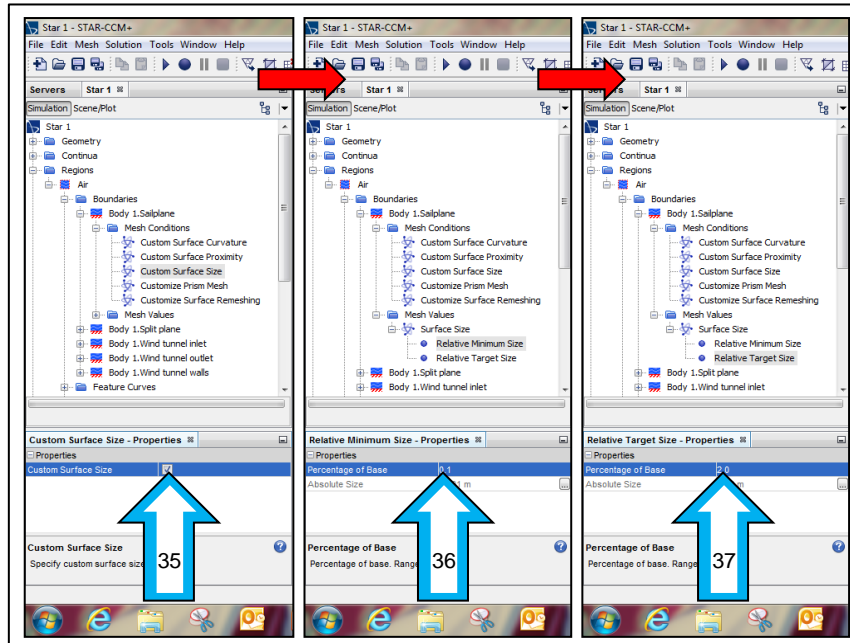 Star 1 - STAR-CCM+
File Edit Mesh Solution Tools Window Help
Servers Star 1
Simulation Scene/Plot
Star 1
Geometry
Continua
Regions
Air
Boundaries
Body 1.Sailplane
Mesh Conditions
Custom Surface Curvature
Custom Surface Proximity
Custom Surface Size
Customize Prism Mesh
Customize Surface Remeshing
Mesh Values
Body 1.Split plane
Body 1.Wind tunnel inlet
Body 1.Wind tunnel outlet
Body 1.Wind tunnel walls
Feature Curves
Custom Surface Size - Properties
Properties
Custom Surface Size
Custom Surface Size
Specify custom surface
35
Star 1 - STAR-CCM+
File Edit Mesh Solution Tools Window Help
Star 1
Simulation Scene/Plot
Star 1
Geometry
Continua
Regions
Air
Boundaries
Body 1.Sailplane
Mesh Conditions
Custom Surface Curvature
Custom Surface Proximity
Custom Surface Size
Customize Prism Mesh
Customize Surface Remeshing
Mesh Values
Surface Size
Relative Minimum Size
Relative Target Size
Body 1.Split plane
Body 1.Wind tunnel inlet
Relative Minimum Size - Properties
Properties
Percentage of Base 0.1
Absolute Size m
Percentage of Base
Percentage of base.
36
Star 1 - STAR-CCM+
File Edit Mesh Solution Tools Window Help
Star 1
Simulation Scene/Plot
Star 1
Geometry
Continua
Regions
Air
Boundaries
Body 1.Sailplane
Mesh Conditions
Custom Surface Curvature
Custom Surface Proximity
Custom Surface Size
Customize Prism Mesh
Customize Surface Remeshing
Mesh Values
Surface Size
Relative Minimum Size
Relative Target Size
Body 1.Split plane
Body 1.Wind tunnel inlet
Relative Target Size - Properties
Properties
Percentage of Base 2.0
Absolute Size m
Percentage of Base
Percentage of base.
37